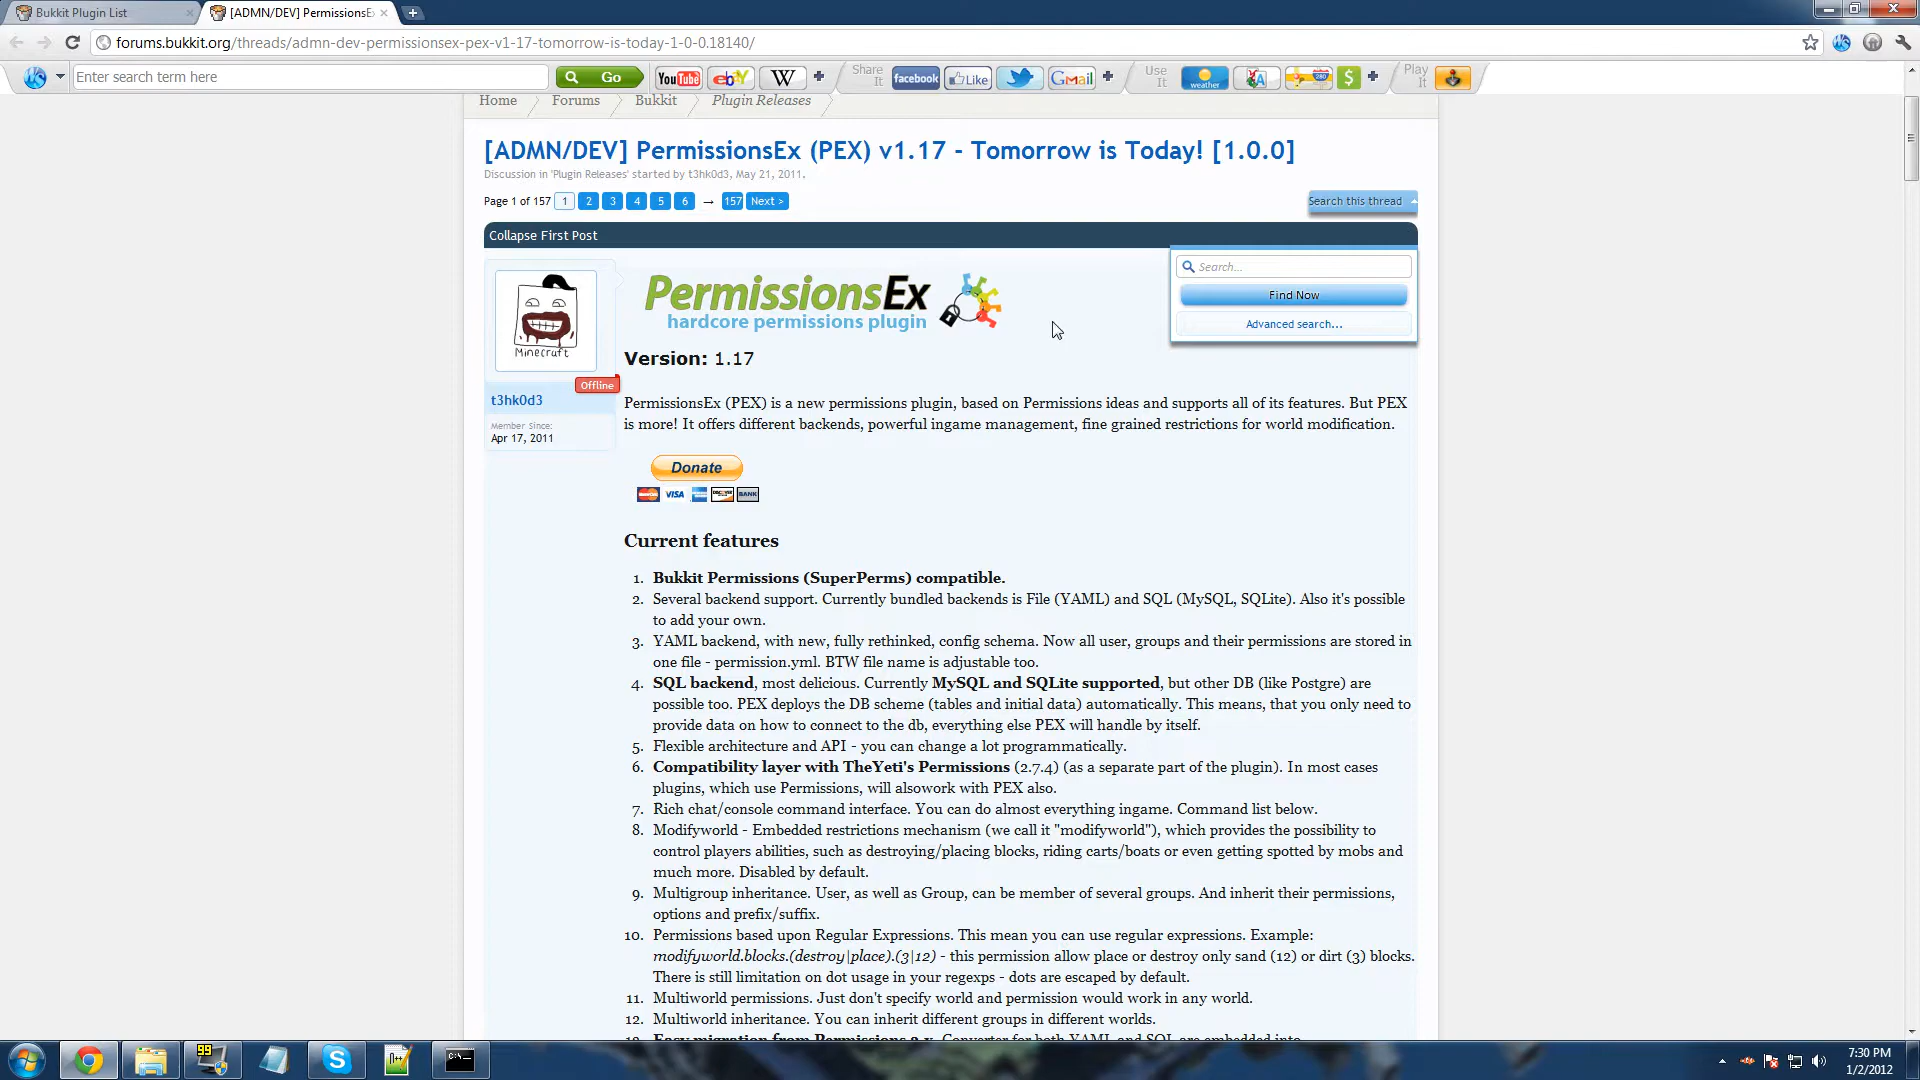 Bukkit Plugin List
[ADMN/DEV] PermissionsEx
forums.bukkit.org/threads/admn-dev-permissionsex-pex-v1-17-tomorrow-is-today-1-0-0.18140/
Enter search term here
Go
YouTube
ebay
W
Share It
facebook
Like
Gmail
Use It
weather
280
$
Play It
Home
Forums
Bukkit
Plugin Releases
[ADMN/DEV] PermissionsEx (PEX) v1.17 - Tomorrow is Today! [1.0.0]
Discussion in 'Plugin Releases' started by t3hk0d3, May 21, 2011.
Page 1 of 157 1 2 3 4 5 6 → 157 Next >
Search this thread
Collapse First Post
Search...
Find Now
Advanced search...
Minecraft
Offline
t3hk0d3
Member Since:
Apr 17, 2011
PermissionsEx
hardcore permissions plugin
Version: 1.17
PermissionsEx (PEX) is a new permissions plugin, based on Permissions ideas and supports all of its features. But PEX
is more! It offers different backends, powerful ingame management, fine grained restrictions for world modification.
Donate
VISA
BANK
Current features
1. Bukkit Permissions (SuperPerms) compatible.
2. Several backend support. Currently bundled backends is File (YAML) and SQL (MySQL, SQLite). Also it's possible
to add your own.
3. YAML backend, with new, fully rethinked, config schema. Now all user, groups and their permissions are stored in
one file - permission.yml. BTW file name is adjustable too.
4. SQL backend, most delicious. Currently MySQL and SQLite supported, but other DB (like Postgre) are
possible too. PEX deploys the DB scheme (tables and initial data) automatically. This means, that you only need to
provide data on how to connect to the db, everything else PEX will handle by itself.
5. Flexible architecture and API - you can change a lot programmatically.
6. Compatibility layer with TheYeti's Permissions (2.7.4) (as a separate part of the plugin). In most cases
plugins, which use Permissions, will alsowork with PEX also.
7. Rich chat/console command interface. You can do almost everything ingame. Command list below.
8. Modifyworld - Embedded restrictions mechanism (we call it "modifyworld"), which provides the possibility to
control players abilities, such as destroying/placing blocks, riding carts/boats or even getting spotted by mobs and
much more. Disabled by default.
9. Multigroup inheritance. User, as well as Group, can be member of several groups. And inherit their permissions,
options and prefix/suffix.
10. Permissions based upon Regular Expressions. This mean you can use regular expressions. Example:
modifyworld.blocks.(destroy|place).(3|12) - this permission allow place or destroy only sand (12) or dirt (3) blocks.
There is still limitation on dot usage in your regexps - dots are escaped by default.
11. Multiworld permissions. Just don't specify world and permission would work in any world.
12. Multiworld inheritance. You can inherit different groups in different worlds.
99
7:30 PM
1/2/2012